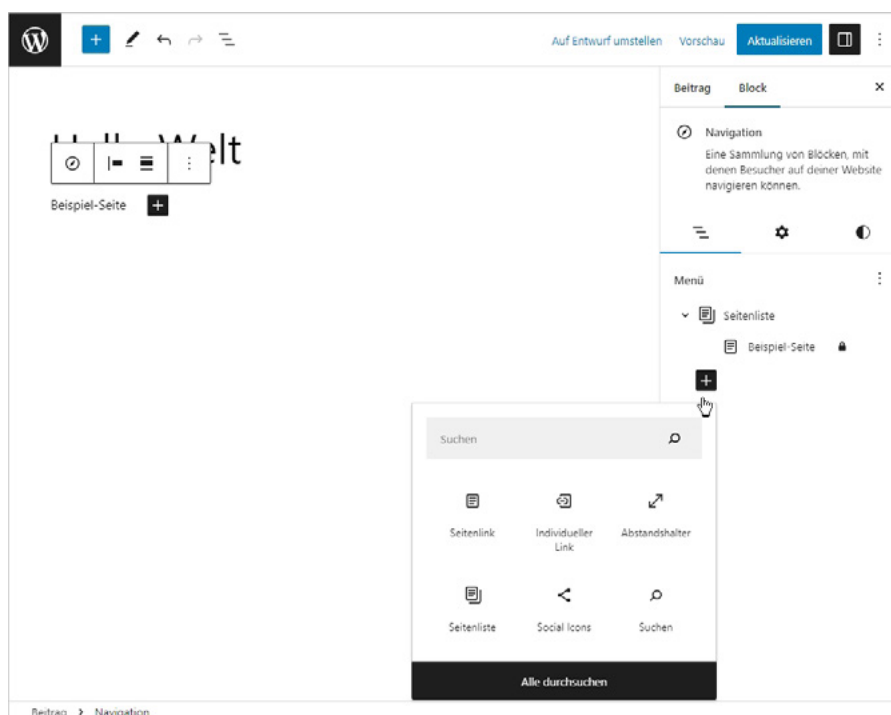 Auf Entwurf umstellen Vorschau Aktualisieren
Beitrag Block
Navigation
Eine Sammlung von Blöcken, mit
denen Besucher auf deiner Website
navigieren können.
Beispiel-Seite
Menü
Seitenliste
Beispiel-Seite
Suchen
Seitenlink Individueller Link Abstandshalter
Seitenliste Social Icons Suchen
Alle durchsuchen
Beitrag > Navigation